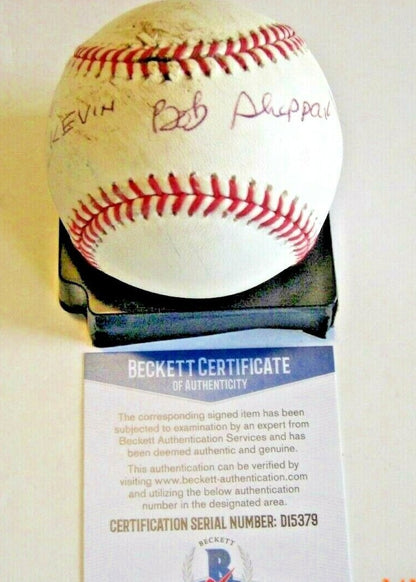 KEVIN Bob Sheppard
BECKETT CERTIFICATE
OF AUTHENTICITY
The corresponding signed item has been
subjected to examination by an expert from
Beckett Authentication Services and has
been deemed authentic and genuine.
This authentication can be verified by
visiting www.beckett-authentication.com
and utilizing the below authentication
number in the designated area.
CERTIFICATION SERIAL NUMBER: D15379
BECKETT
B